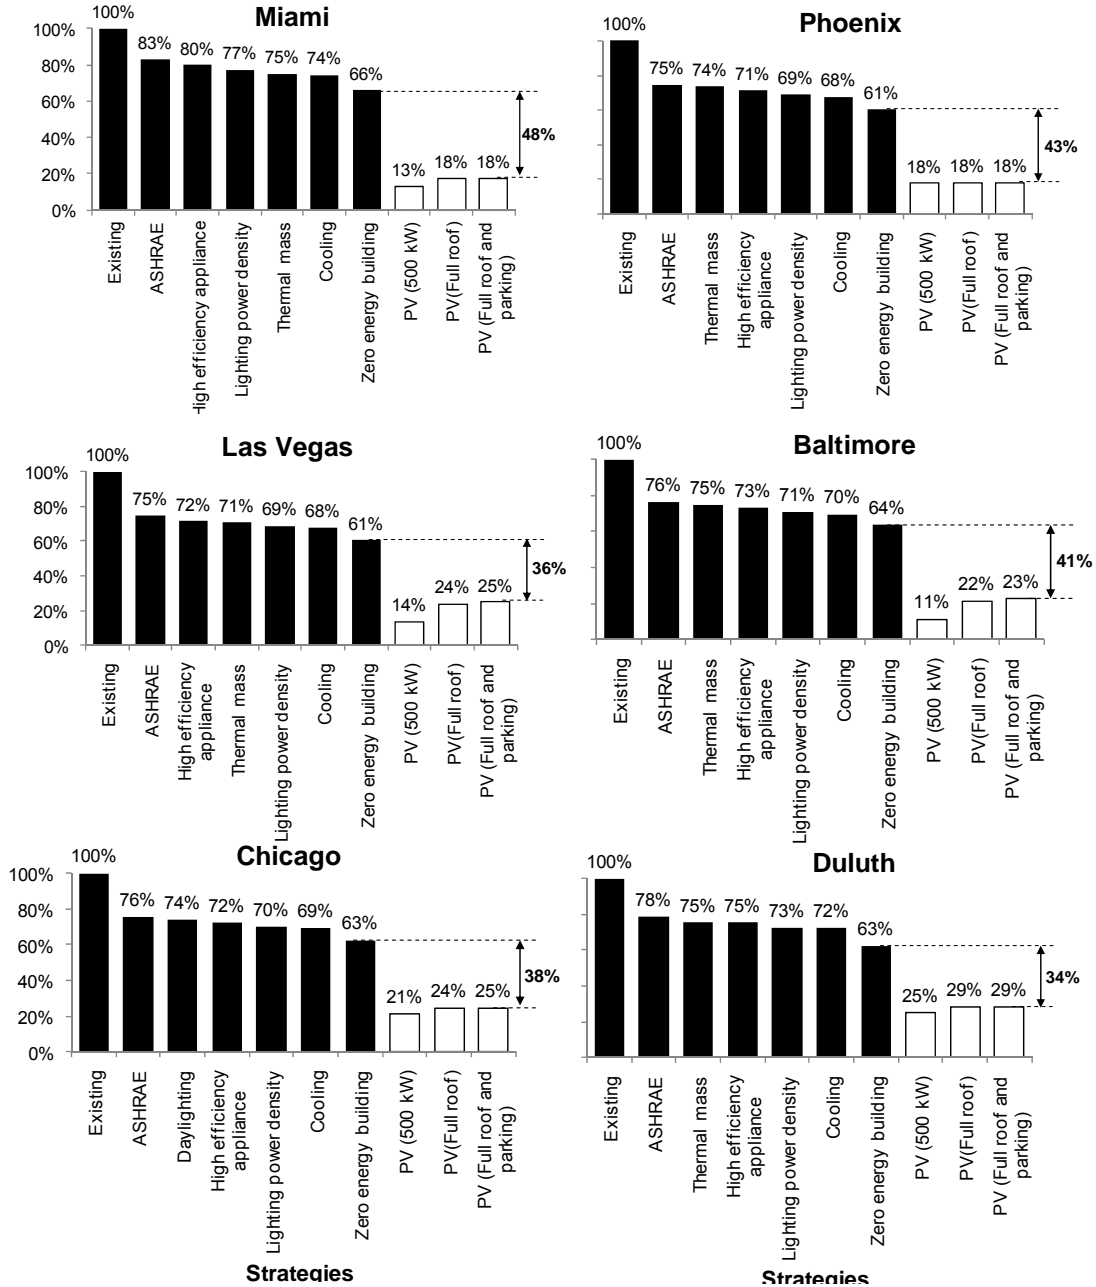 Miami
100%
100%
83%
80%
77%
75%
74%
66%
80%
60%
40%
20%
0%
48%
13%
18%
18%
Existing
ASHRAE
High efficiency appliance
Lighting power density
Thermal mass
Cooling
Zero energy building
PV (500 kW)
PV(Full roof)
PV (Full roof and
parking)
Phoenix
100%
75%
74%
71%
69%
68%
61%
43%
18%
18%
18%
Existing
ASHRAE
Thermal mass
High efficiency
appliance
Lighting power density
Cooling
Zero energy building
PV (500 kW)
PV(Full roof)
PV (Full roof and
parking)
Las Vegas
100%
100%
80%
60%
40%
20%
0%
75%
72%
71%
69%
68%
61%
36%
14%
24%
25%
Existing
ASHRAE
High efficiency
appliance
Thermal mass
Lighting power density
Cooling
Zero energy building
PV (500 kW)
PV(Full roof)
PV (Full roof and
parking)
Baltimore
100%
76%
75%
73%
71%
70%
64%
41%
11%
22%
23%
Existing
ASHRAE
Thermal mass
High efficiency
appliance
Lighting power density
Cooling
Zero energy building
PV (500 kW)
PV(Full roof)
PV (Full roof and
parking)
Chicago
100%
100%
80%
60%
40%
20%
0%
76%
74%
72%
70%
69%
63%
38%
21%
24%
25%
Existing
ASHRAE
Daylighting
High efficiency
appliance
Lighting power density
Cooling
Zero energy building
PV (500 kW)
PV(Full roof)
PV (Full roof and
parking)
Strategies
Duluth
100%
78%
75%
75%
73%
72%
63%
34%
25%
29%
29%
Existing
ASHRAE
Thermal mass
High efficiency
appliance
Lighting power density
Cooling
Zero energy building
PV (500 kW)
PV(Full roof)
PV (Full roof and
parking)
Strategies